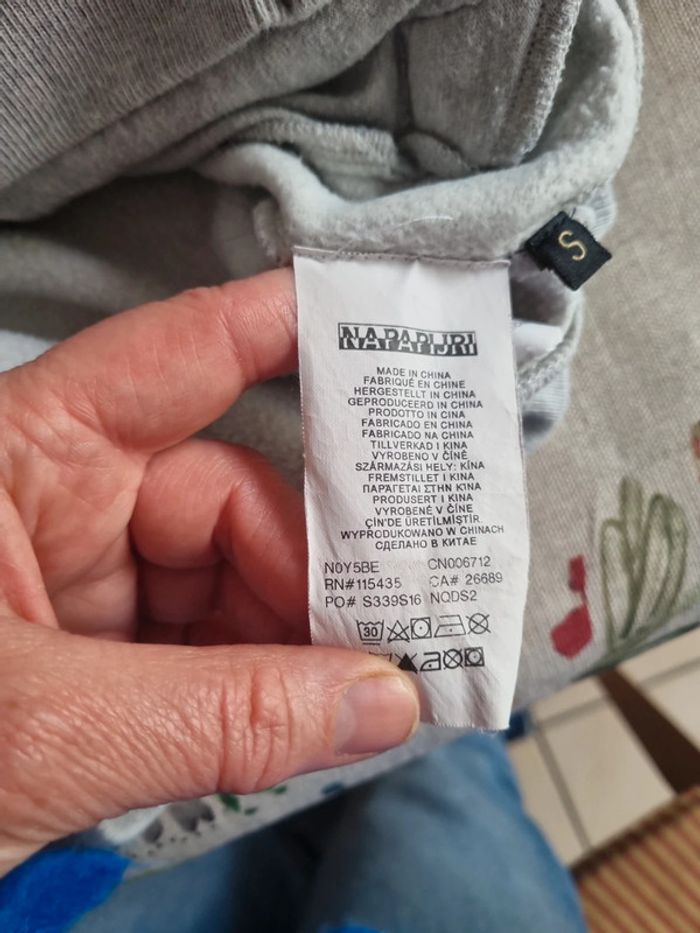 S
NAPAPIJRI
MADE IN CHINA
FABRIQUÉ EN CHINE
HERGESTELLT IN CHINA
GEPRODUCEERD IN CHINA
PRODOTTO IN CINA
FABRICADO EN CHINA
FABRICADO NA CHINA
TILLVERKAD I KINA
VYROBENO V ČÍNĚ
SZÁRMAZÁSI HELY: KÍNA
FREMSTILLET I KINA
ΠΑΡΑΓΕΤΑΙ ΣΤΗΝ ΚΙΝΑ
PRODUSERT I KINA
VYROBENÉ V ČÍNE
ÇİN'DE ÜRETİLMİŞTİR.
WYPRODUKOWANO W CHINACH
СДЕЛАНО В КИТАЕ
N0Y5BE CN006712
RN#115435 CA# 26689
PO# S339S16 NQDS2
30